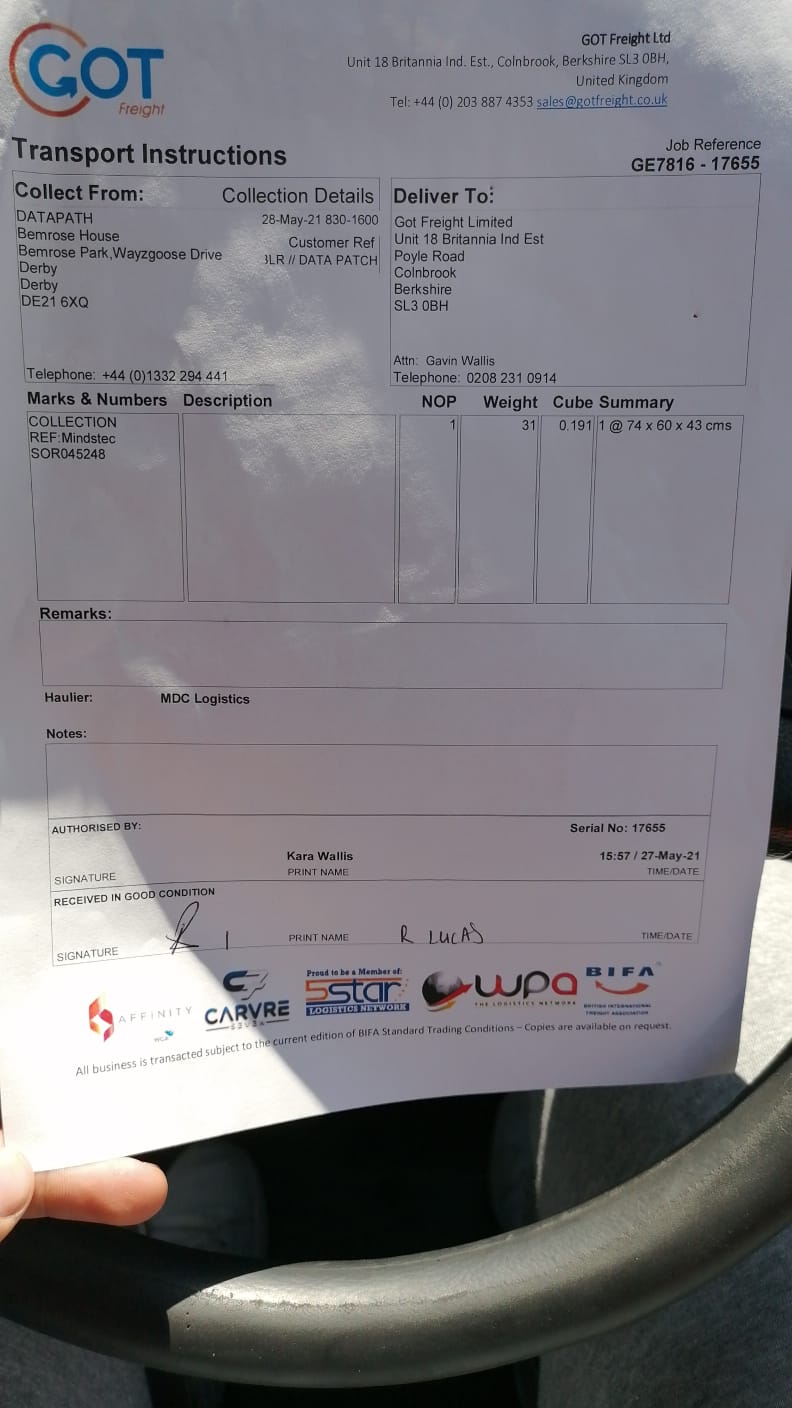 GOT
Freight
GOT Freight Ltd
Unit 18 Britannia Ind. Est., Colnbrook, Berkshire SL3 0BH,
United Kingdom
Tel: +44 (0) 203 887 4353 sales@gotfreight.co.uk
Transport Instructions
Job Reference
GE7816 - 17655
Collect From: Collection Details
DATAPATH 28-May-21 830-1600
Bemrose House Customer Ref
Bemrose Park,Wayzgoose Drive LR // DATA PATCH
Derby
Derby
DE21 6XQ
Telephone: +44 (0)1332 294 441
Deliver To:
Got Freight Limited
Unit 18 Britannia Ind Est
Poyle Road
Colnbrook
Berkshire
SL3 0BH
Attn: Gavin Wallis
Telephone: 0208 231 0914
Marks & Numbers Description NOP Weight Cube Summary
COLLECTION 1 31 0.191 1 @ 74 x 60 x 43 cms
REF:Mindstec
SOR045248
Remarks:
Haulier: MDC Logistics
Notes:
AUTHORISED BY: Serial No: 17655
Kara Wallis 15:57 / 27-May-21
SIGNATURE PRINT NAME TIME/DATE
RECEIVED IN GOOD CONDITION
SIGNATURE PRINT NAME R LUCAS TIME/DATE
AFFINITY
WCA
C7
CARVRE
Proud to be a Member of:
5star
LOGISTICS NETWORK
wpa
THE LOGISTICS NETWORK
BIFA
BRITISH INTERNATIONAL
FREIGHT ASSOCIATION
All business is transacted subject to the current edition of BIFA Standard Trading Conditions – Copies are available on request.